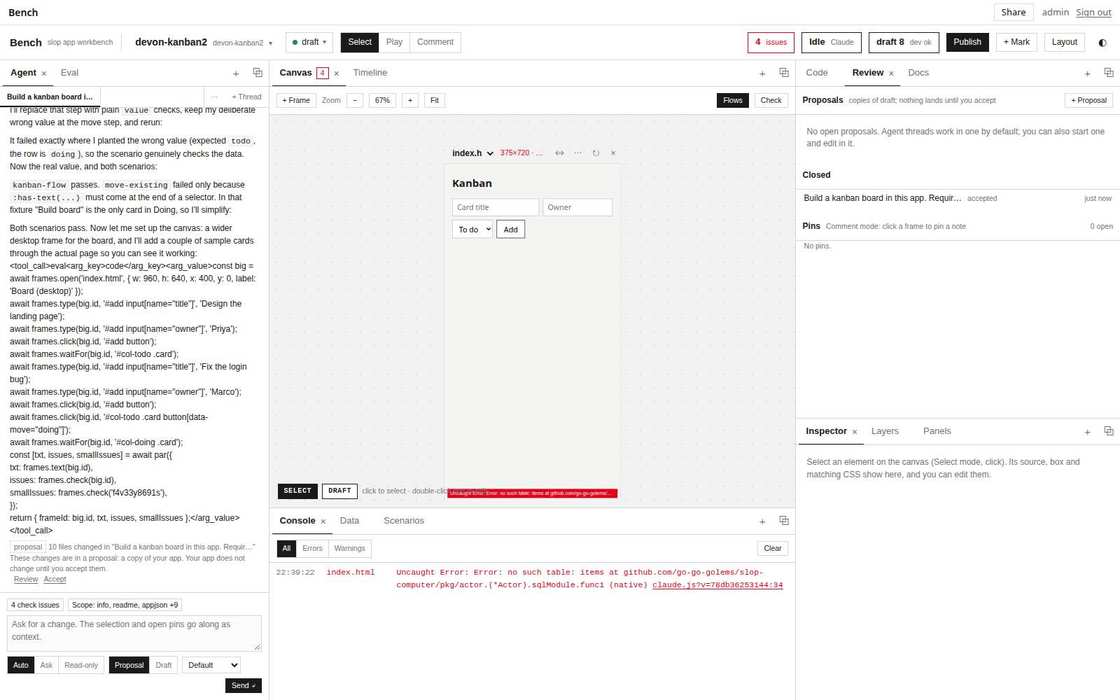 Bench
Share
admin
Sign out
Bench
slop app workbench
devon-kanban2
devon-kanban2
draft
Select
Play
Comment
4 issues
Idle Claude
draft 8 dev ok
Publish
+ Mark
Layout
Agent ×
Eval
+
Build a kanban board i...
...
+ Thread
I'll replace that step with plain value checks, keep my deliberate
wrong value at the move step, and rerun:
It failed exactly where I planted the wrong value (expected todo,
the row is doing), so the scenario genuinely checks the data.
Now the real value, and both scenarios:
kanban-flow passes. move-existing failed only because
:has-text(...) must come at the end of a selector. In that
fixture "Build board" is the only card in Doing, so I'll simplify:
Both scenarios pass. Now let me set up the canvas: a wider
desktop frame for the board, and I'll add a couple of sample cards
through the actual page so you can see it working:
<tool_call>eval<arg_key>code</arg_key><arg_value>const big =
await frames.open('index.html', { w: 960, h: 640, x: 400, y: 0, label:
'Board (desktop)' });
await frames.type(big.id, '#add input[name="title"]', 'Design the
landing page');
await frames.type(big.id, '#add input[name="owner"]', 'Priya');
await frames.click(big.id, '#add button');
await frames.waitFor(big.id, '#col-todo .card');
await frames.type(big.id, '#add input[name="title"]', 'Fix the login
bug');
await frames.type(big.id, '#add input[name="owner"]', 'Marco');
await frames.click(big.id, '#add button');
await frames.click(big.id, '#col-todo .card button[data-
move="doing"]');
await frames.waitFor(big.id, '#col-doing .card');
const [txt, issues, smallIssues] = await par({
txt: frames.text(big.id),
issues: frames.check(big.id),
smallIssues: frames.check('f4v33y8691s'),
});
return { frameId: big.id, txt, issues, smallIssues };</arg_value>
</tool_call>
proposal 10 files changed in "Build a kanban board in this app. Requir…"
These changes are in a proposal: a copy of your app. Your app does not
change until you accept them.
Review Accept
4 check issues
Scope: info, readme, appjson +9
Ask for a change. The selection and open pins go along as
context.
Auto
Ask
Read-only
Proposal
Draft
Default
Send
Canvas 4 ×
Timeline
+
+ Frame
Zoom
−
67%
+
Fit
Flows
Check
index.h
375×720 · ...
Kanban
Card title
Owner
To do
Add
SELECT
DRAFT
click to select · double-clic
Uncaught Error: Error: no such table: items at github.com/go-go-golems/...
Console ×
Data
Scenarios
+
All
Errors
Warnings
Clear
22:39:22
index.html
Uncaught Error: Error: no such table: items at github.com/go-go-golems/slop-
computer/pkg/actor.(*Actor).sqlModule.func1 (native) claude.js?v=78db36253144:34
Code
Review ×
Docs
+
Proposals copies of draft; nothing lands until you accept
+ Proposal
No open proposals. Agent threads work in one by default; you can also start one
and edit in it.
Closed
Build a kanban board in this app. Requir… accepted
just now
Pins Comment mode: click a frame to pin a note
0 open
No pins.
Inspector ×
Layers
Panels
+
Select an element on the canvas (Select mode, click). Its source, box and
matching CSS show here, and you can edit them.